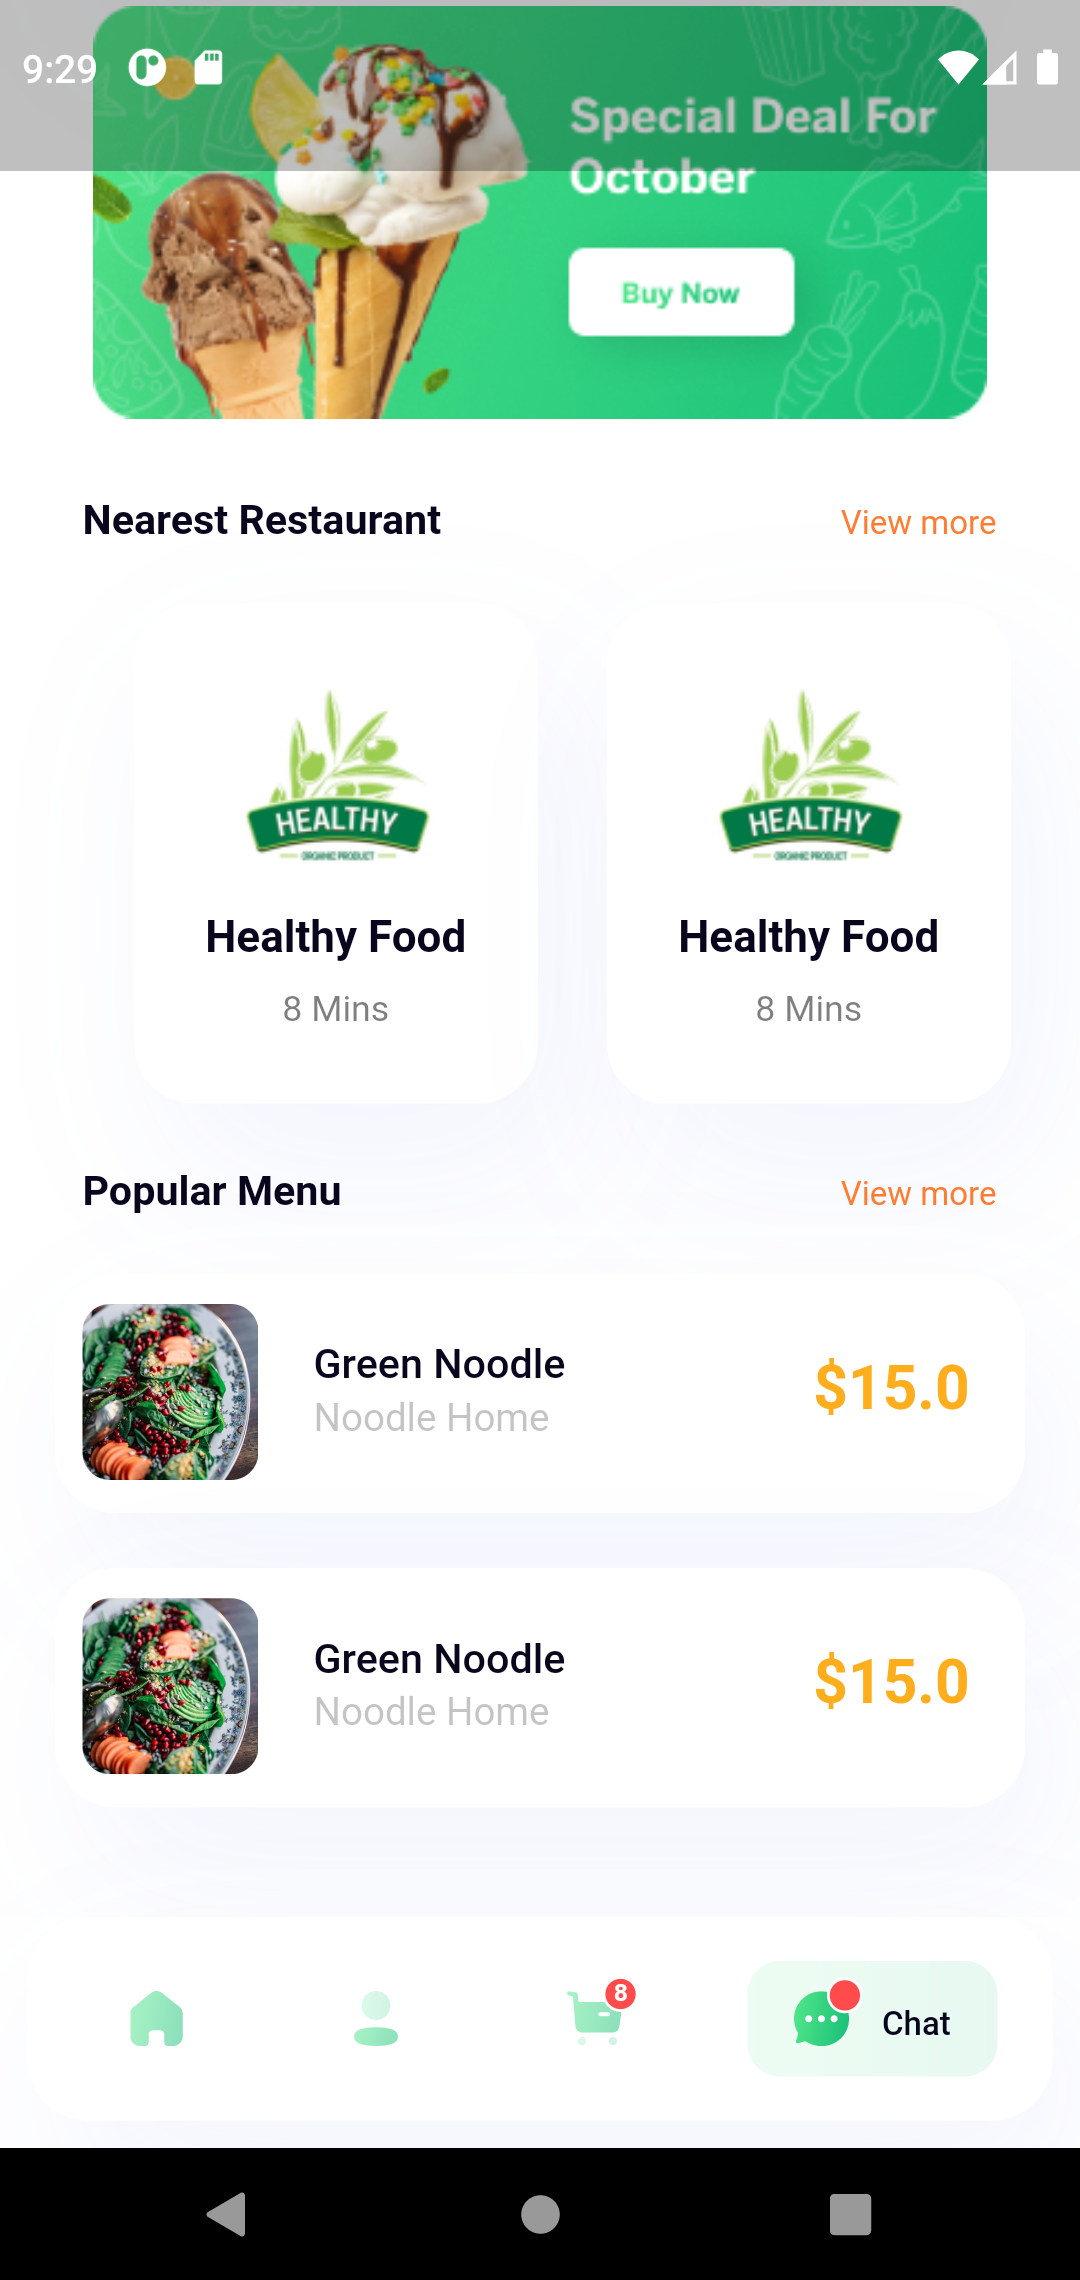 9:29
Special Deal For
October
Buy Now
Nearest Restaurant
View more
HEALTHY
ORGANIC PRODUCT
HEALTHY
ORGANIC PRODUCT
Healthy Food
Healthy Food
8 Mins
8 Mins
Popular Menu
View more
Green Noodle
Noodle Home
$15.0
Green Noodle
Noodle Home
$15.0
8
Chat